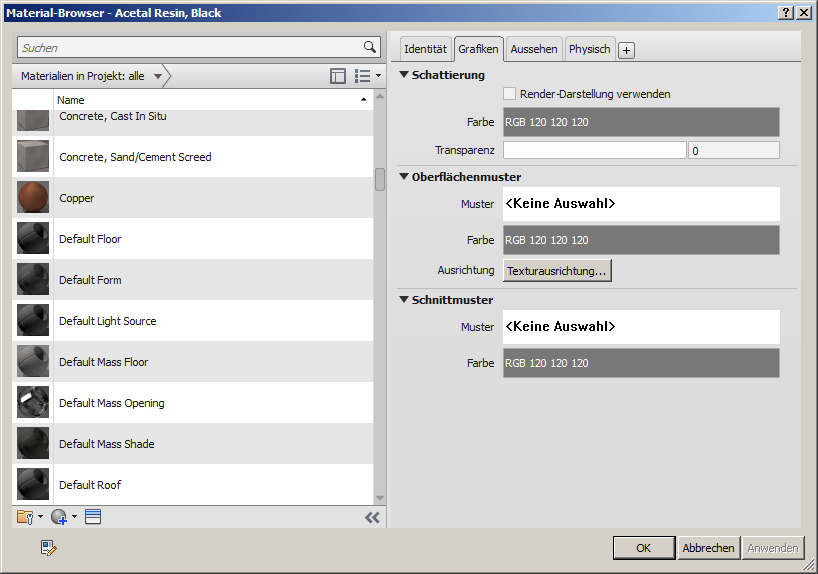 Material-Browser - Acetal Resin, Black
Suchen
Materialien in Projekt: alle
Name
Concrete, Cast In Situ
Concrete, Sand/Cement Screed
Copper
Default Floor
Default Form
Default Light Source
Default Mass Floor
Default Mass Opening
Default Mass Shade
Default Roof
Identität Grafiken Aussehen Physisch +
Schattierung
Render-Darstellung verwenden
Farbe RGB 120 120 120
Transparenz 0
Oberflächenmuster
Muster <Keine Auswahl>
Farbe RGB 120 120 120
Ausrichtung Texturausrichtung...
Schnittmuster
Muster <Keine Auswahl>
Farbe RGB 120 120 120
OK Abbrechen Anwenden